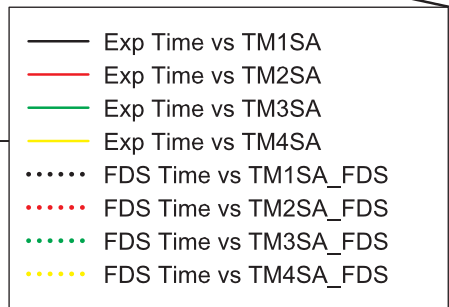 Exp Time vs TM1SA
Exp Time vs TM2SA
Exp Time vs TM3SA
Exp Time vs TM4SA
FDS Time vs TM1SA_FDS
FDS Time vs TM2SA_FDS
FDS Time vs TM3SA_FDS
FDS Time vs TM4SA_FDS